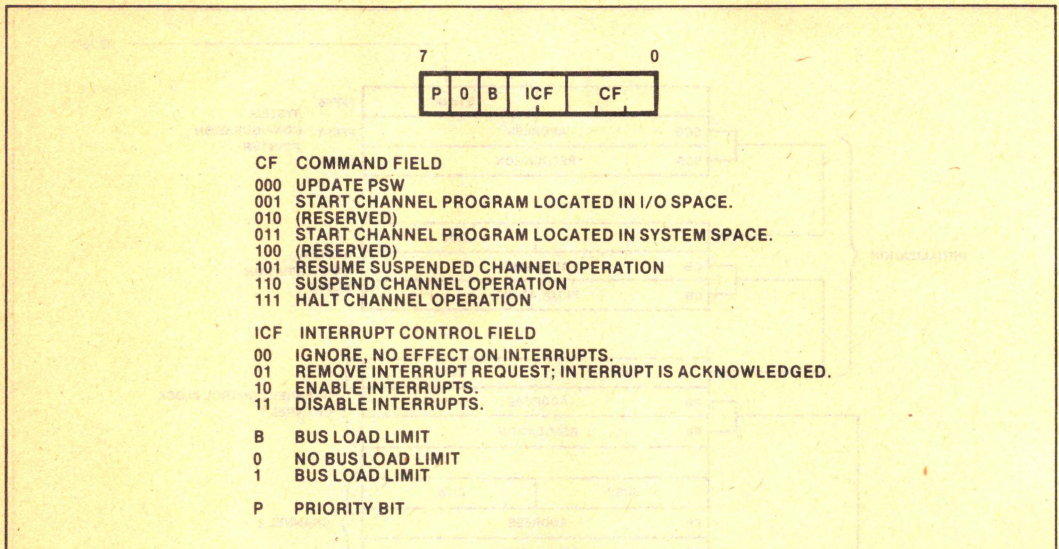 7 0
P 0 B ICF CF
CF COMMAND FIELD
000 UPDATE PSW
001 START CHANNEL PROGRAM LOCATED IN I/O SPACE.
010 (RESERVED)
011 START CHANNEL PROGRAM LOCATED IN SYSTEM SPACE.
100 (RESERVED)
101 RESUME SUSPENDED CHANNEL OPERATION
110 SUSPEND CHANNEL OPERATION
111 HALT CHANNEL OPERATION
ICF INTERRUPT CONTROL FIELD
00 IGNORE, NO EFFECT ON INTERRUPTS.
01 REMOVE INTERRUPT REQUEST; INTERRUPT IS ACKNOWLEDGED.
10 ENABLE INTERRUPTS.
11 DISABLE INTERRUPTS.
B BUS LOAD LIMIT
0 NO BUS LOAD LIMIT
1 BUS LOAD LIMIT
P PRIORITY BIT